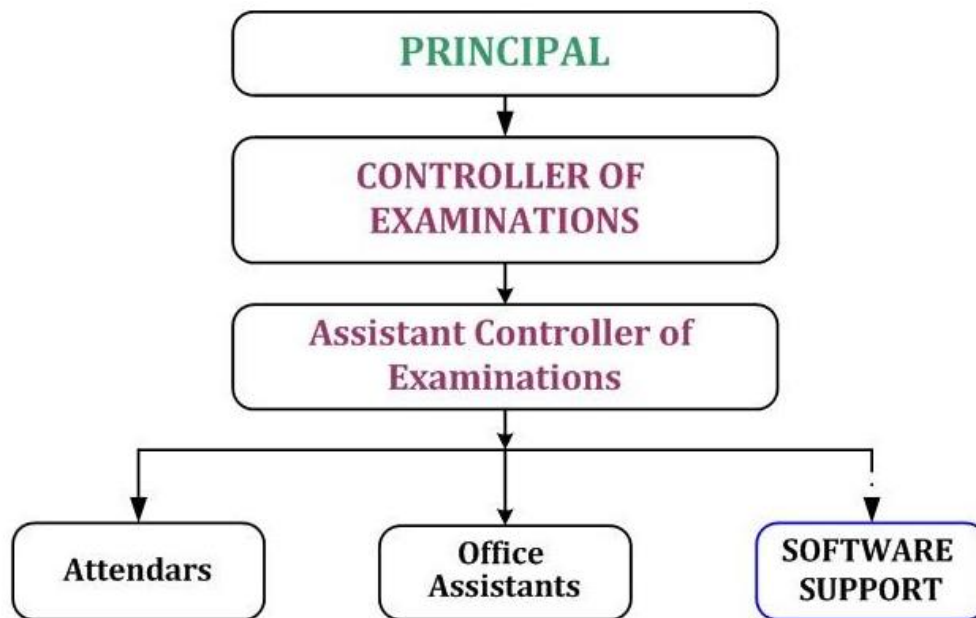 PRINCIPAL
CONTROLLER OF
EXAMINATIONS
Assistant Controller of
Examinations
Attendars
Office
Assistants
SOFTWARE
SUPPORT